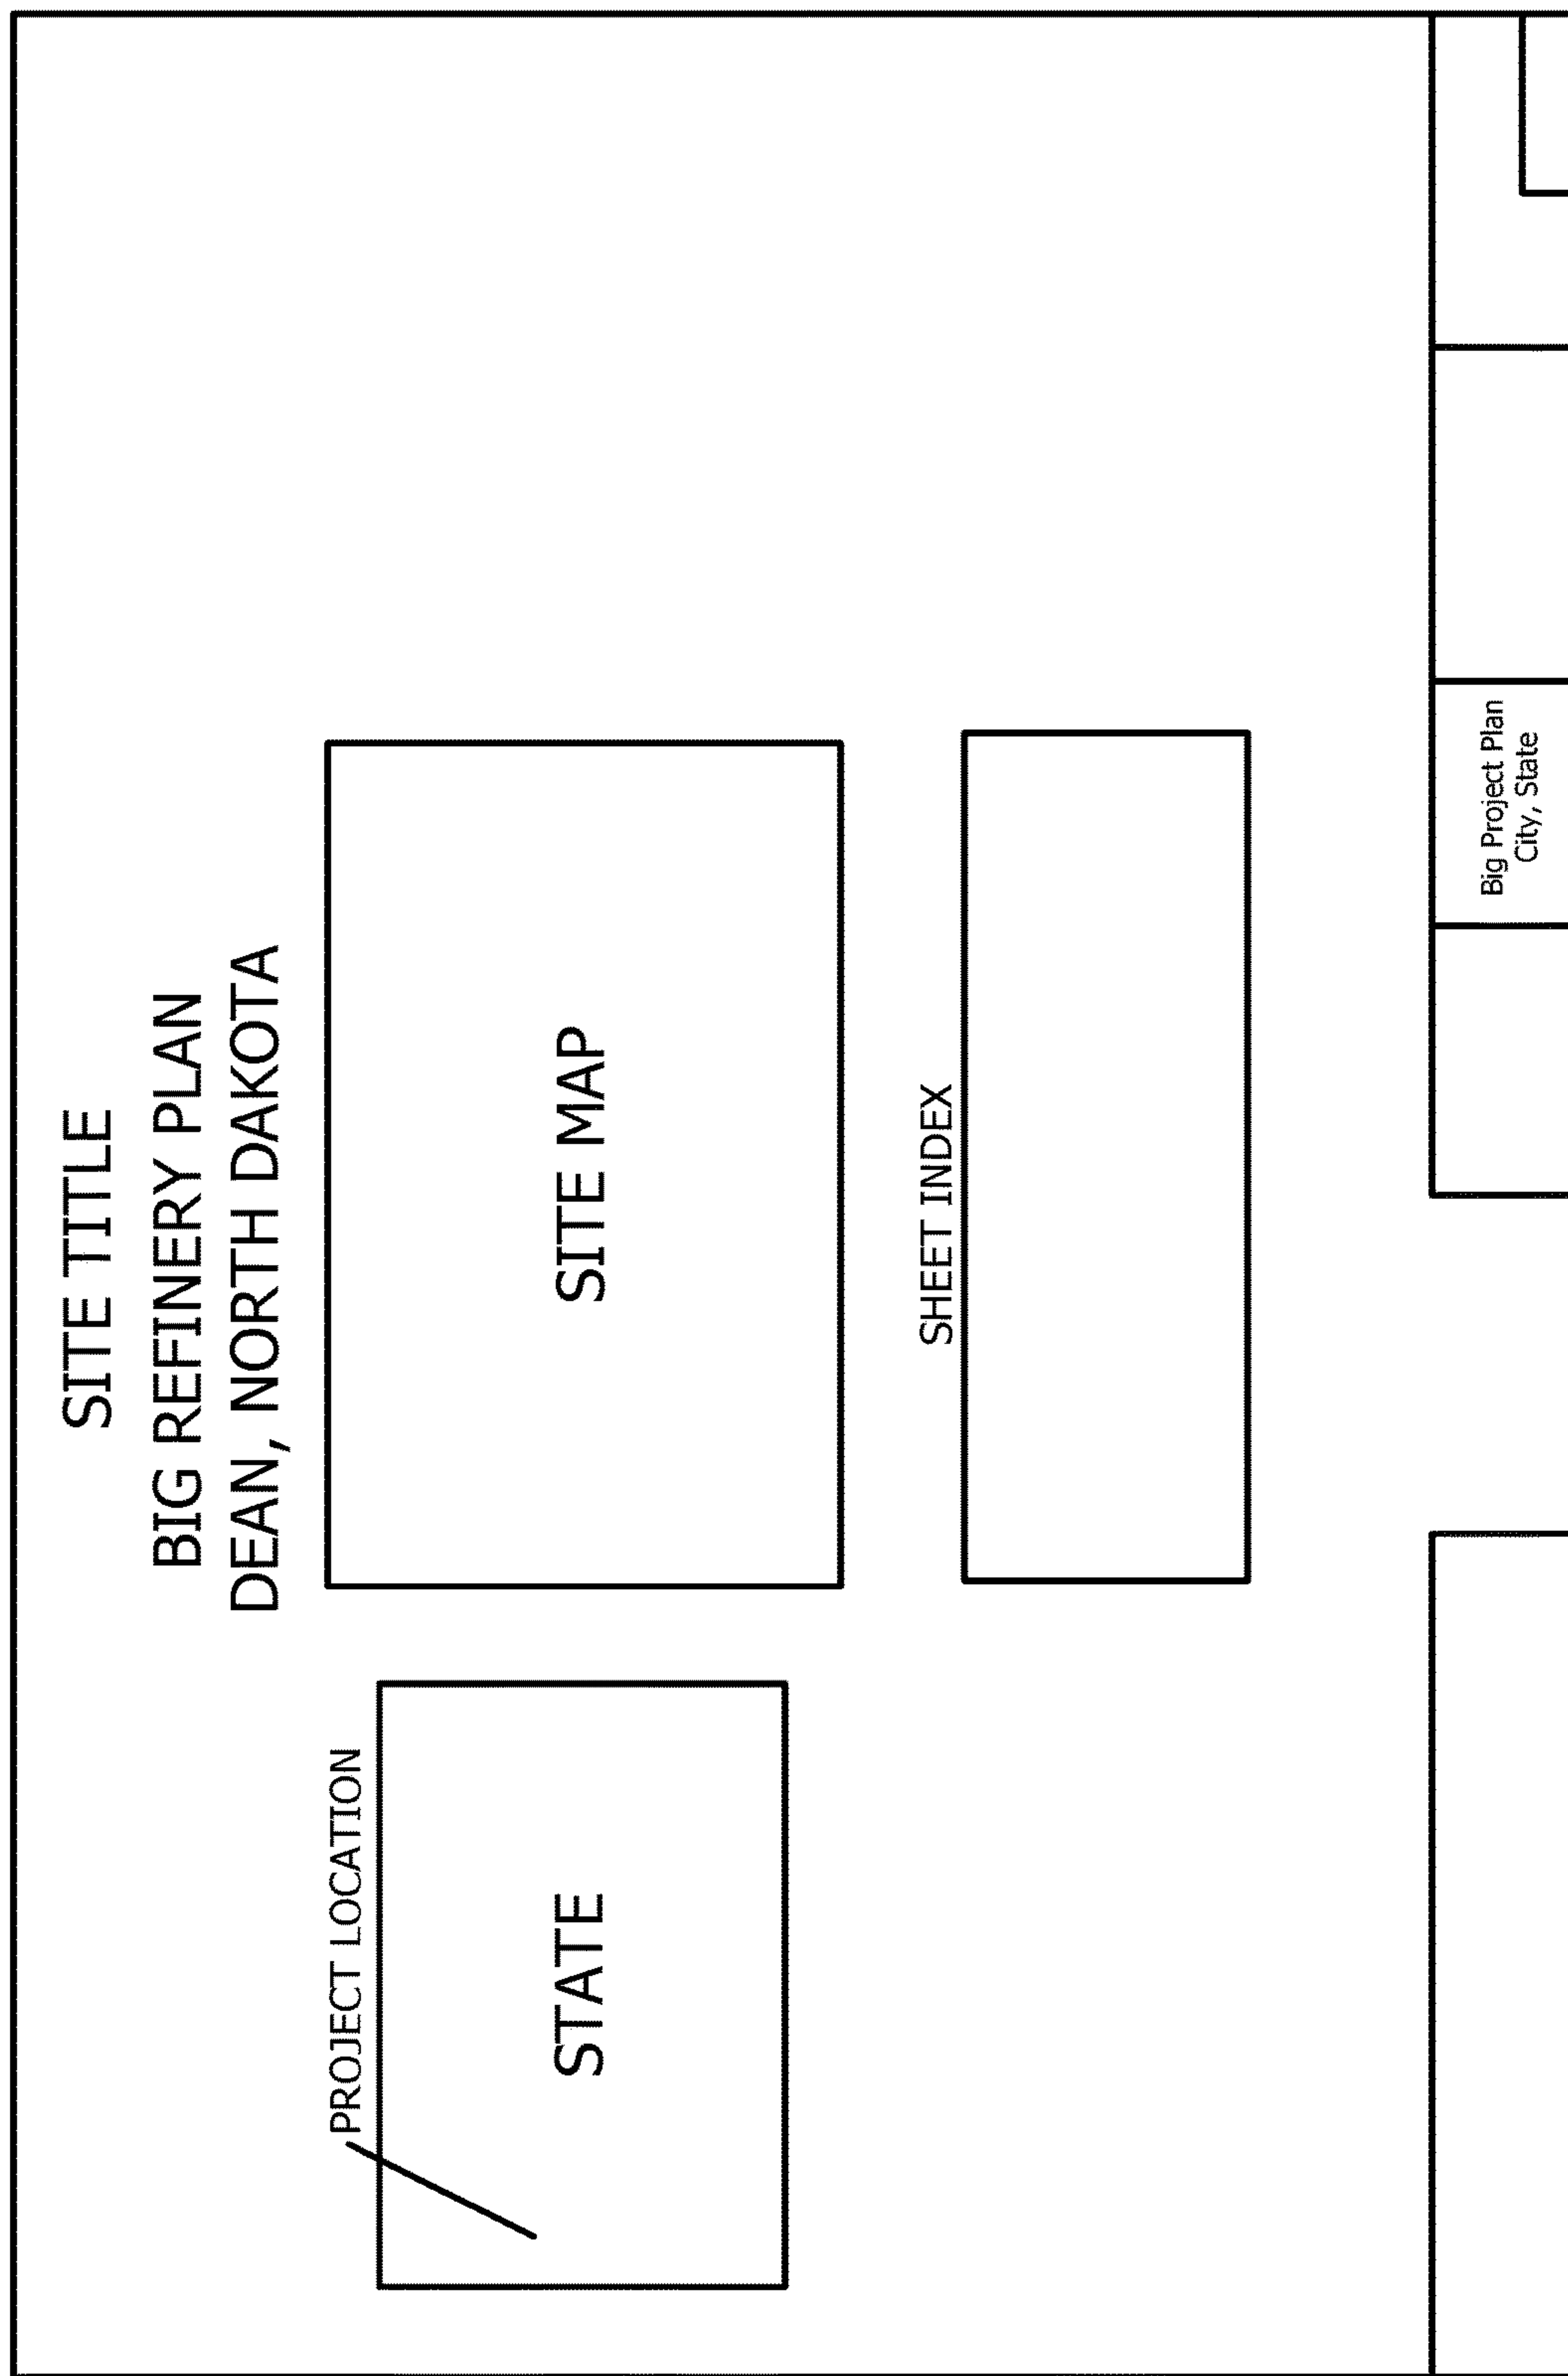 SITE TITLE
BIG REFINERY PLAN
DEAN, NORTH DAKOTA
PROJECT LOCATION
STATE
SITE MAP
SHEET INDEX
Big Project Plan
City, State